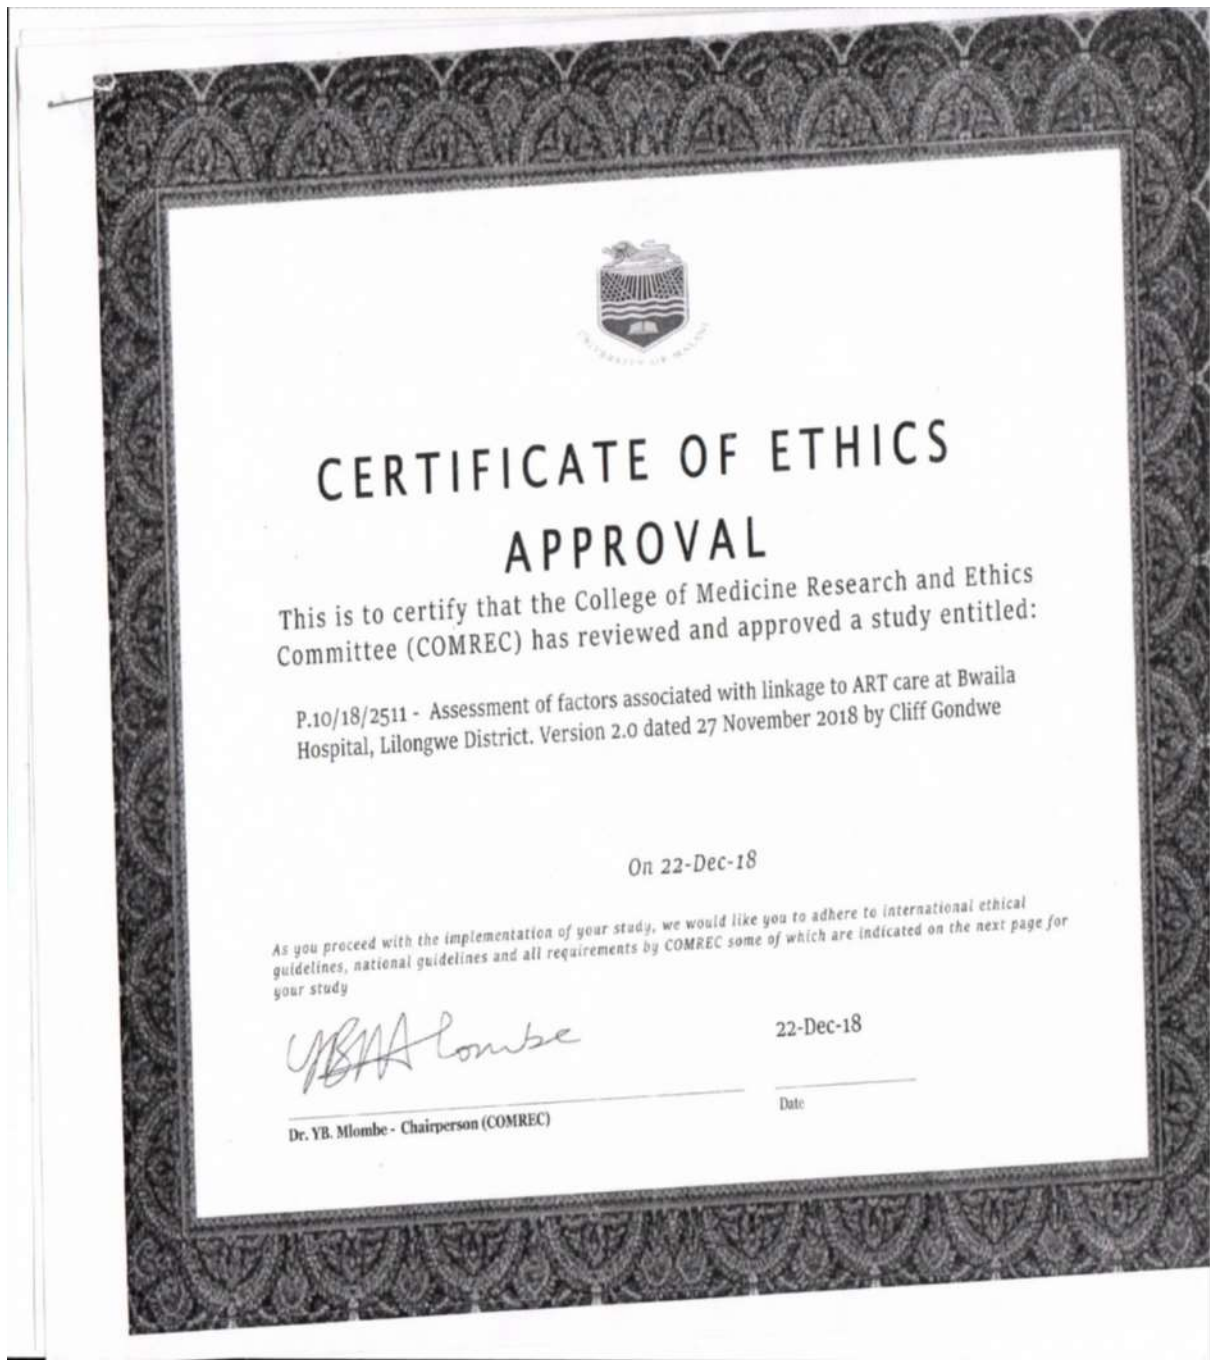 UNIVERSITY OF MALAWI
CERTIFICATE OF ETHICS
APPROVAL
This is to certify that the College of Medicine Research and Ethics
Committee (COMREC) has reviewed and approved a study entitled:
P.10/18/2511 - Assessment of factors associated with linkage to ART care at Bwaila
Hospital, Lilongwe District. Version 2.0 dated 27 November 2018 by Cliff Gondwe
On 22-Dec-18
As you proceed with the implementation of your study, we would like you to adhere to international ethical
guidelines, national guidelines and all requirements by COMREC some of which are indicated on the next page for
your study
22-Dec-18
Dr. YB. Mlombe - Chairperson (COMREC)
Date